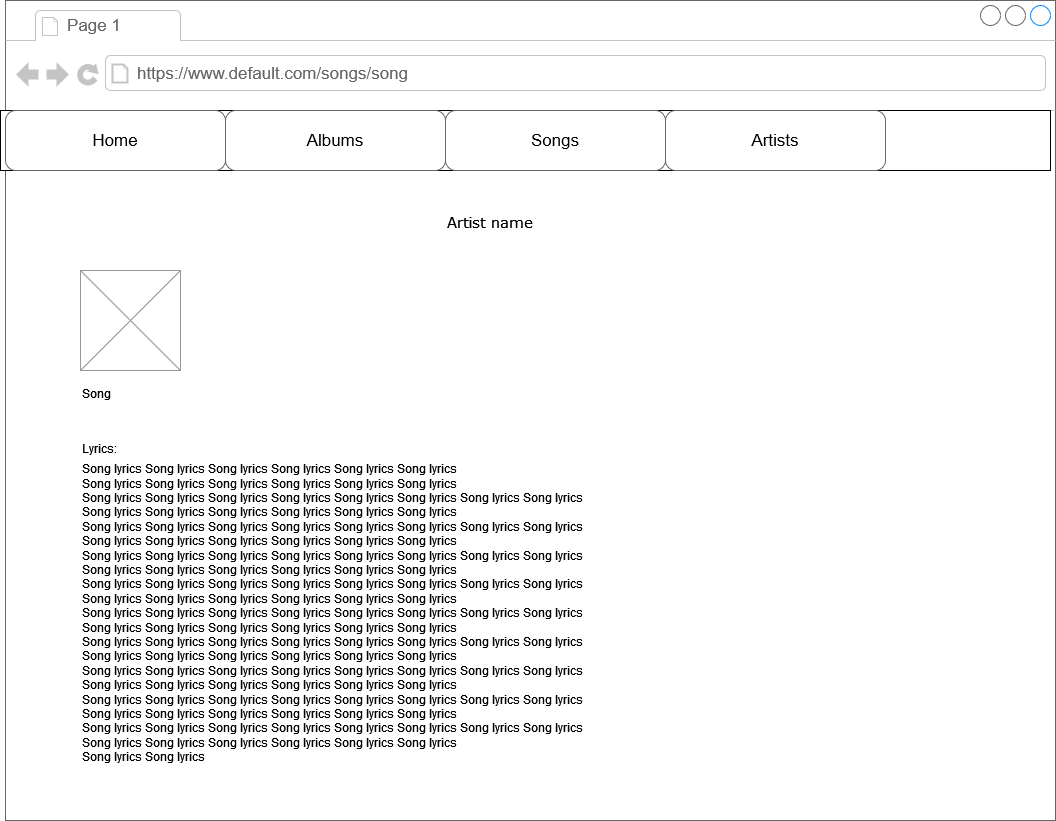 Page 1
https://www.default.com/songs/song
Home Albums Songs Artists
Artist name
Song
Lyrics:
Song lyrics Song lyrics Song lyrics Song lyrics Song lyrics Song lyrics
Song lyrics Song lyrics Song lyrics Song lyrics Song lyrics Song lyrics
Song lyrics Song lyrics Song lyrics Song lyrics Song lyrics Song lyrics Song lyrics Song lyrics
Song lyrics Song lyrics Song lyrics Song lyrics Song lyrics Song lyrics
Song lyrics Song lyrics Song lyrics Song lyrics Song lyrics Song lyrics Song lyrics Song lyrics
Song lyrics Song lyrics Song lyrics Song lyrics Song lyrics Song lyrics
Song lyrics Song lyrics Song lyrics Song lyrics Song lyrics Song lyrics Song lyrics Song lyrics
Song lyrics Song lyrics Song lyrics Song lyrics Song lyrics Song lyrics
Song lyrics Song lyrics Song lyrics Song lyrics Song lyrics Song lyrics Song lyrics Song lyrics
Song lyrics Song lyrics Song lyrics Song lyrics Song lyrics Song lyrics
Song lyrics Song lyrics Song lyrics Song lyrics Song lyrics Song lyrics Song lyrics Song lyrics
Song lyrics Song lyrics Song lyrics Song lyrics Song lyrics Song lyrics
Song lyrics Song lyrics Song lyrics Song lyrics Song lyrics Song lyrics Song lyrics Song lyrics
Song lyrics Song lyrics Song lyrics Song lyrics Song lyrics Song lyrics
Song lyrics Song lyrics Song lyrics Song lyrics Song lyrics Song lyrics Song lyrics Song lyrics
Song lyrics Song lyrics Song lyrics Song lyrics Song lyrics Song lyrics
Song lyrics Song lyrics Song lyrics Song lyrics Song lyrics Song lyrics Song lyrics Song lyrics
Song lyrics Song lyrics Song lyrics Song lyrics Song lyrics Song lyrics
Song lyrics Song lyrics Song lyrics Song lyrics Song lyrics Song lyrics Song lyrics Song lyrics
Song lyrics Song lyrics Song lyrics Song lyrics Song lyrics Song lyrics
Song lyrics Song lyrics